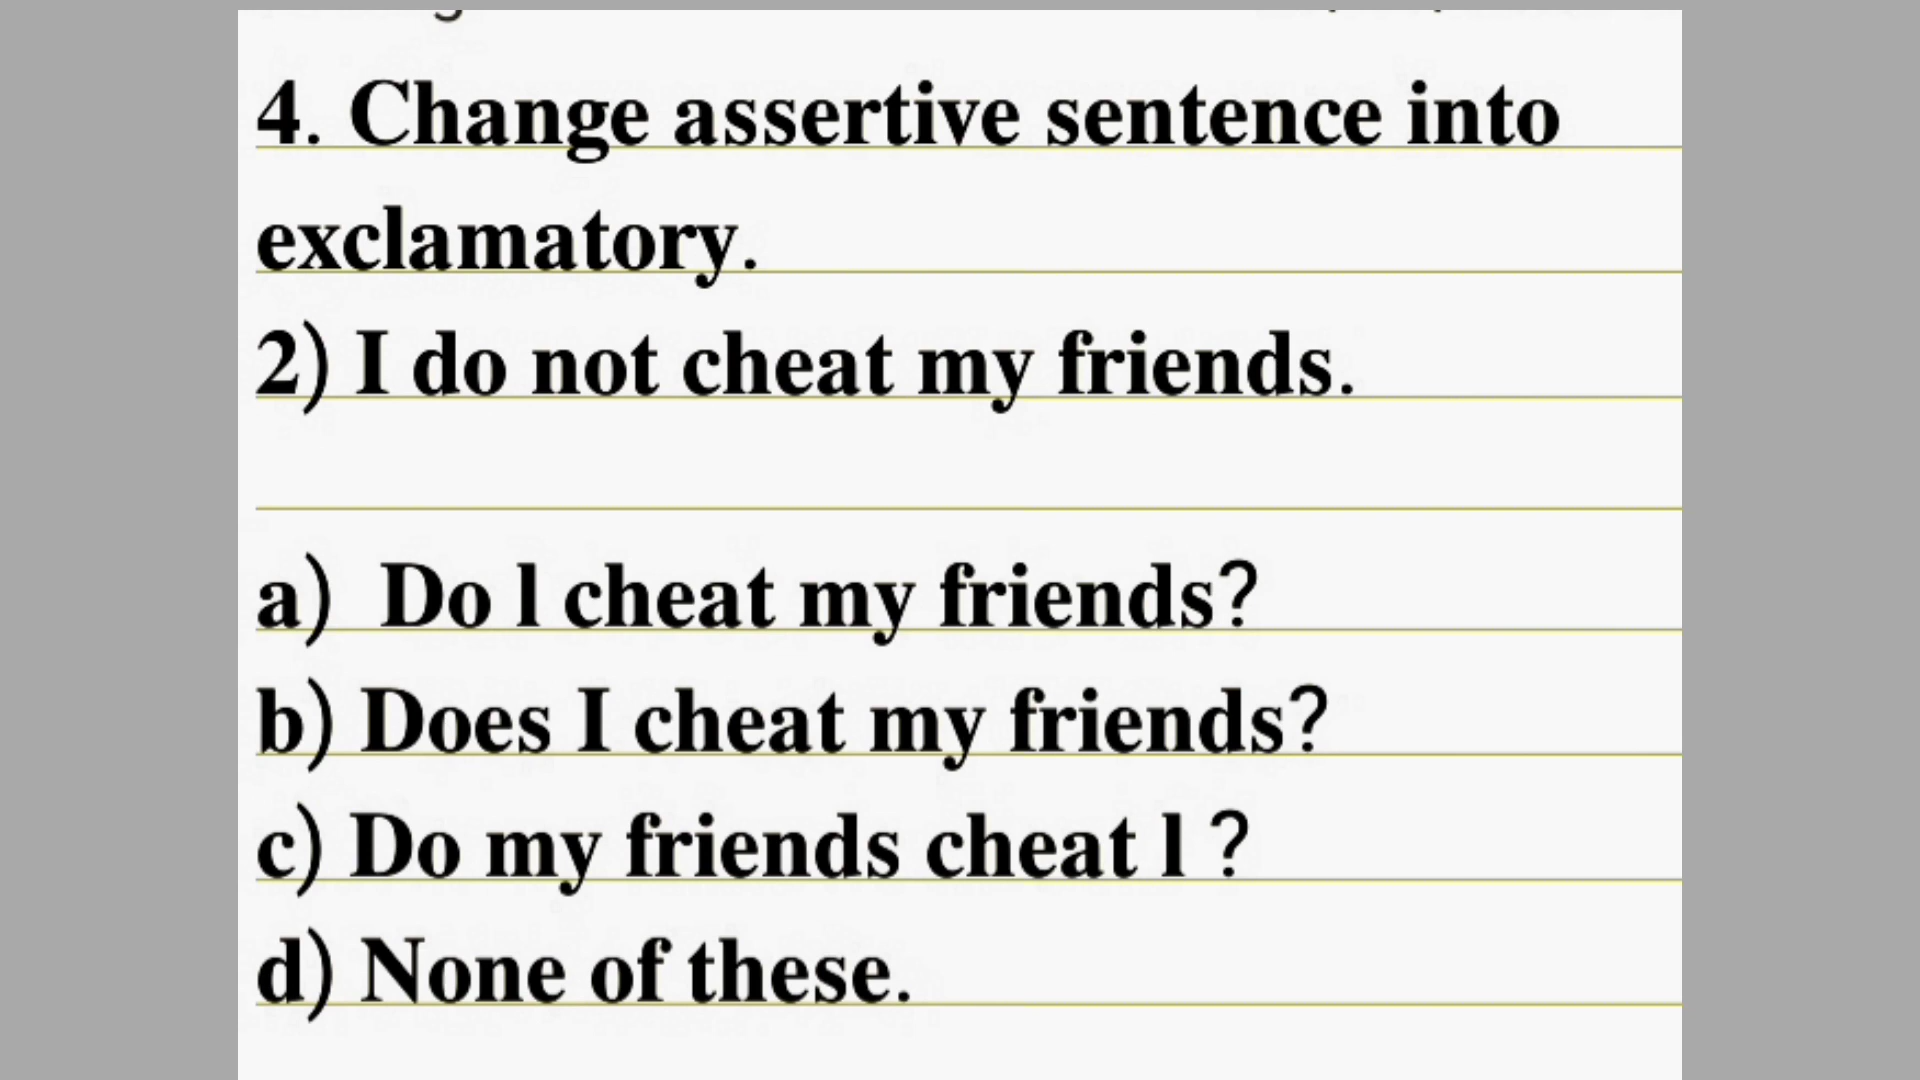 4. Change assertive sentence into
exclamatory.
2) I do not cheat my friends.
a) Do l cheat my friends?
b) Does I cheat my friends?
c) Do my friends cheat l ?
d) None of these.